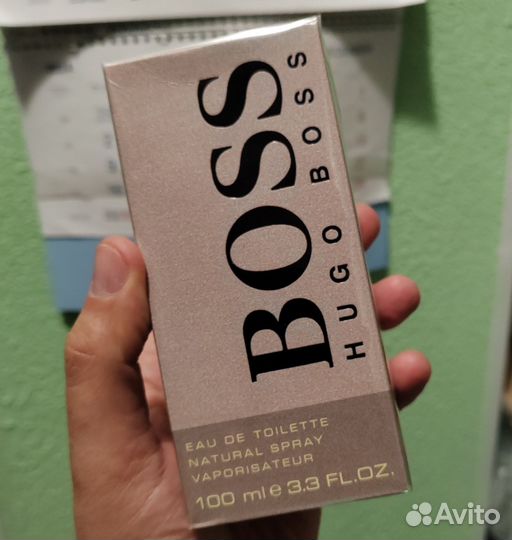 BOSS
HUGO BOSS
EAU DE TOILETTE
NATURAL SPRAY
VAPORISATEUR
100 ml e 3.3 FL.OZ.
Avito